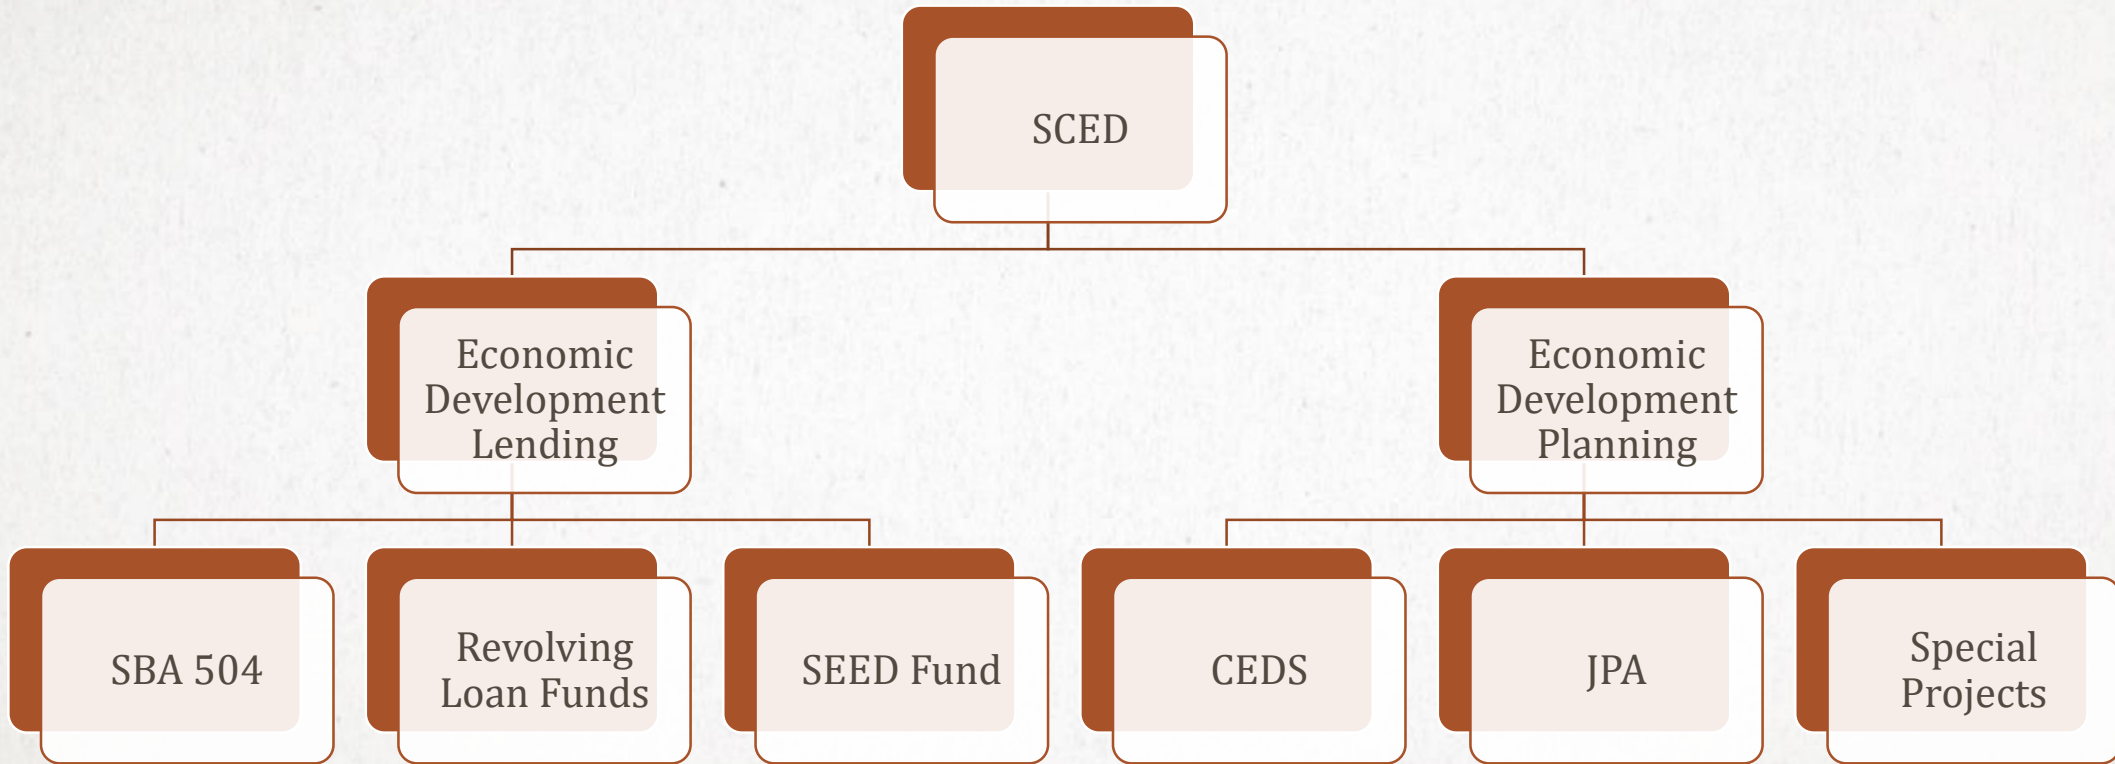 SCED
Economic
Development
Lending
Economic
Development
Planning
SBA 504
Revolving
Loan Funds
SEED Fund
CEDS
JPA
Special
Projects